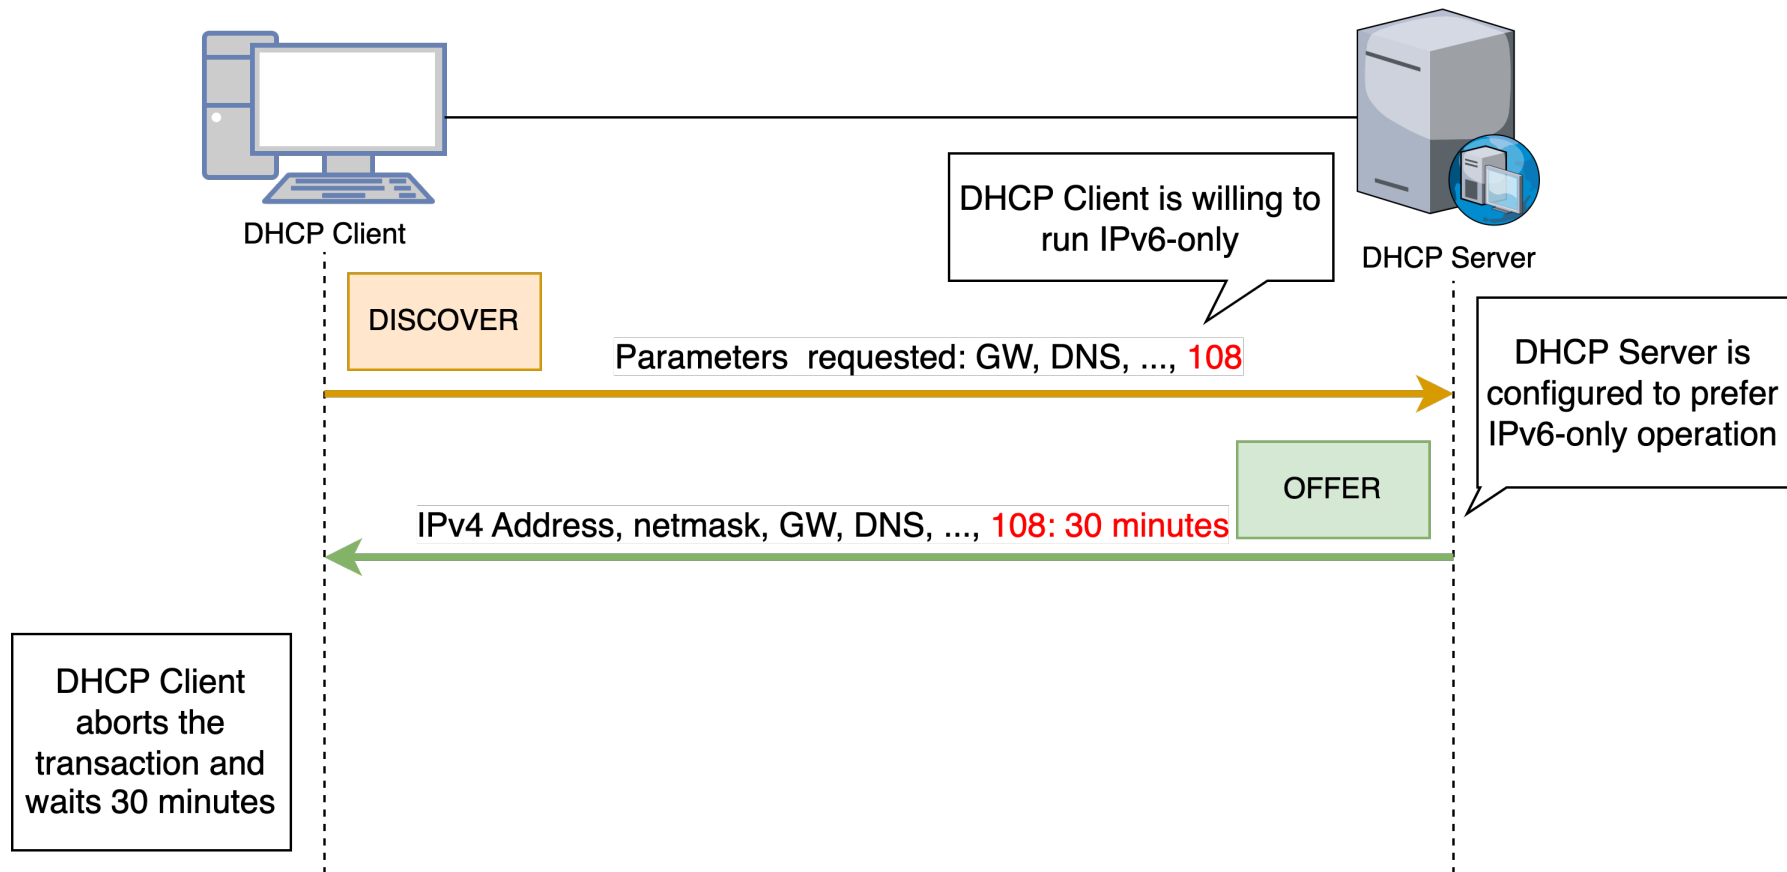 DHCP Client
DHCP Server
DHCP Client is willing to
run IPv6-only
DISCOVER
Parameters  requested: GW, DNS, ..., 108
DHCP Server is
configured to prefer
IPv6-only operation
OFFER
IPv4 Address, netmask, GW, DNS, ..., 108: 30 minutes
DHCP Client
aborts the
transaction and
waits 30 minutes